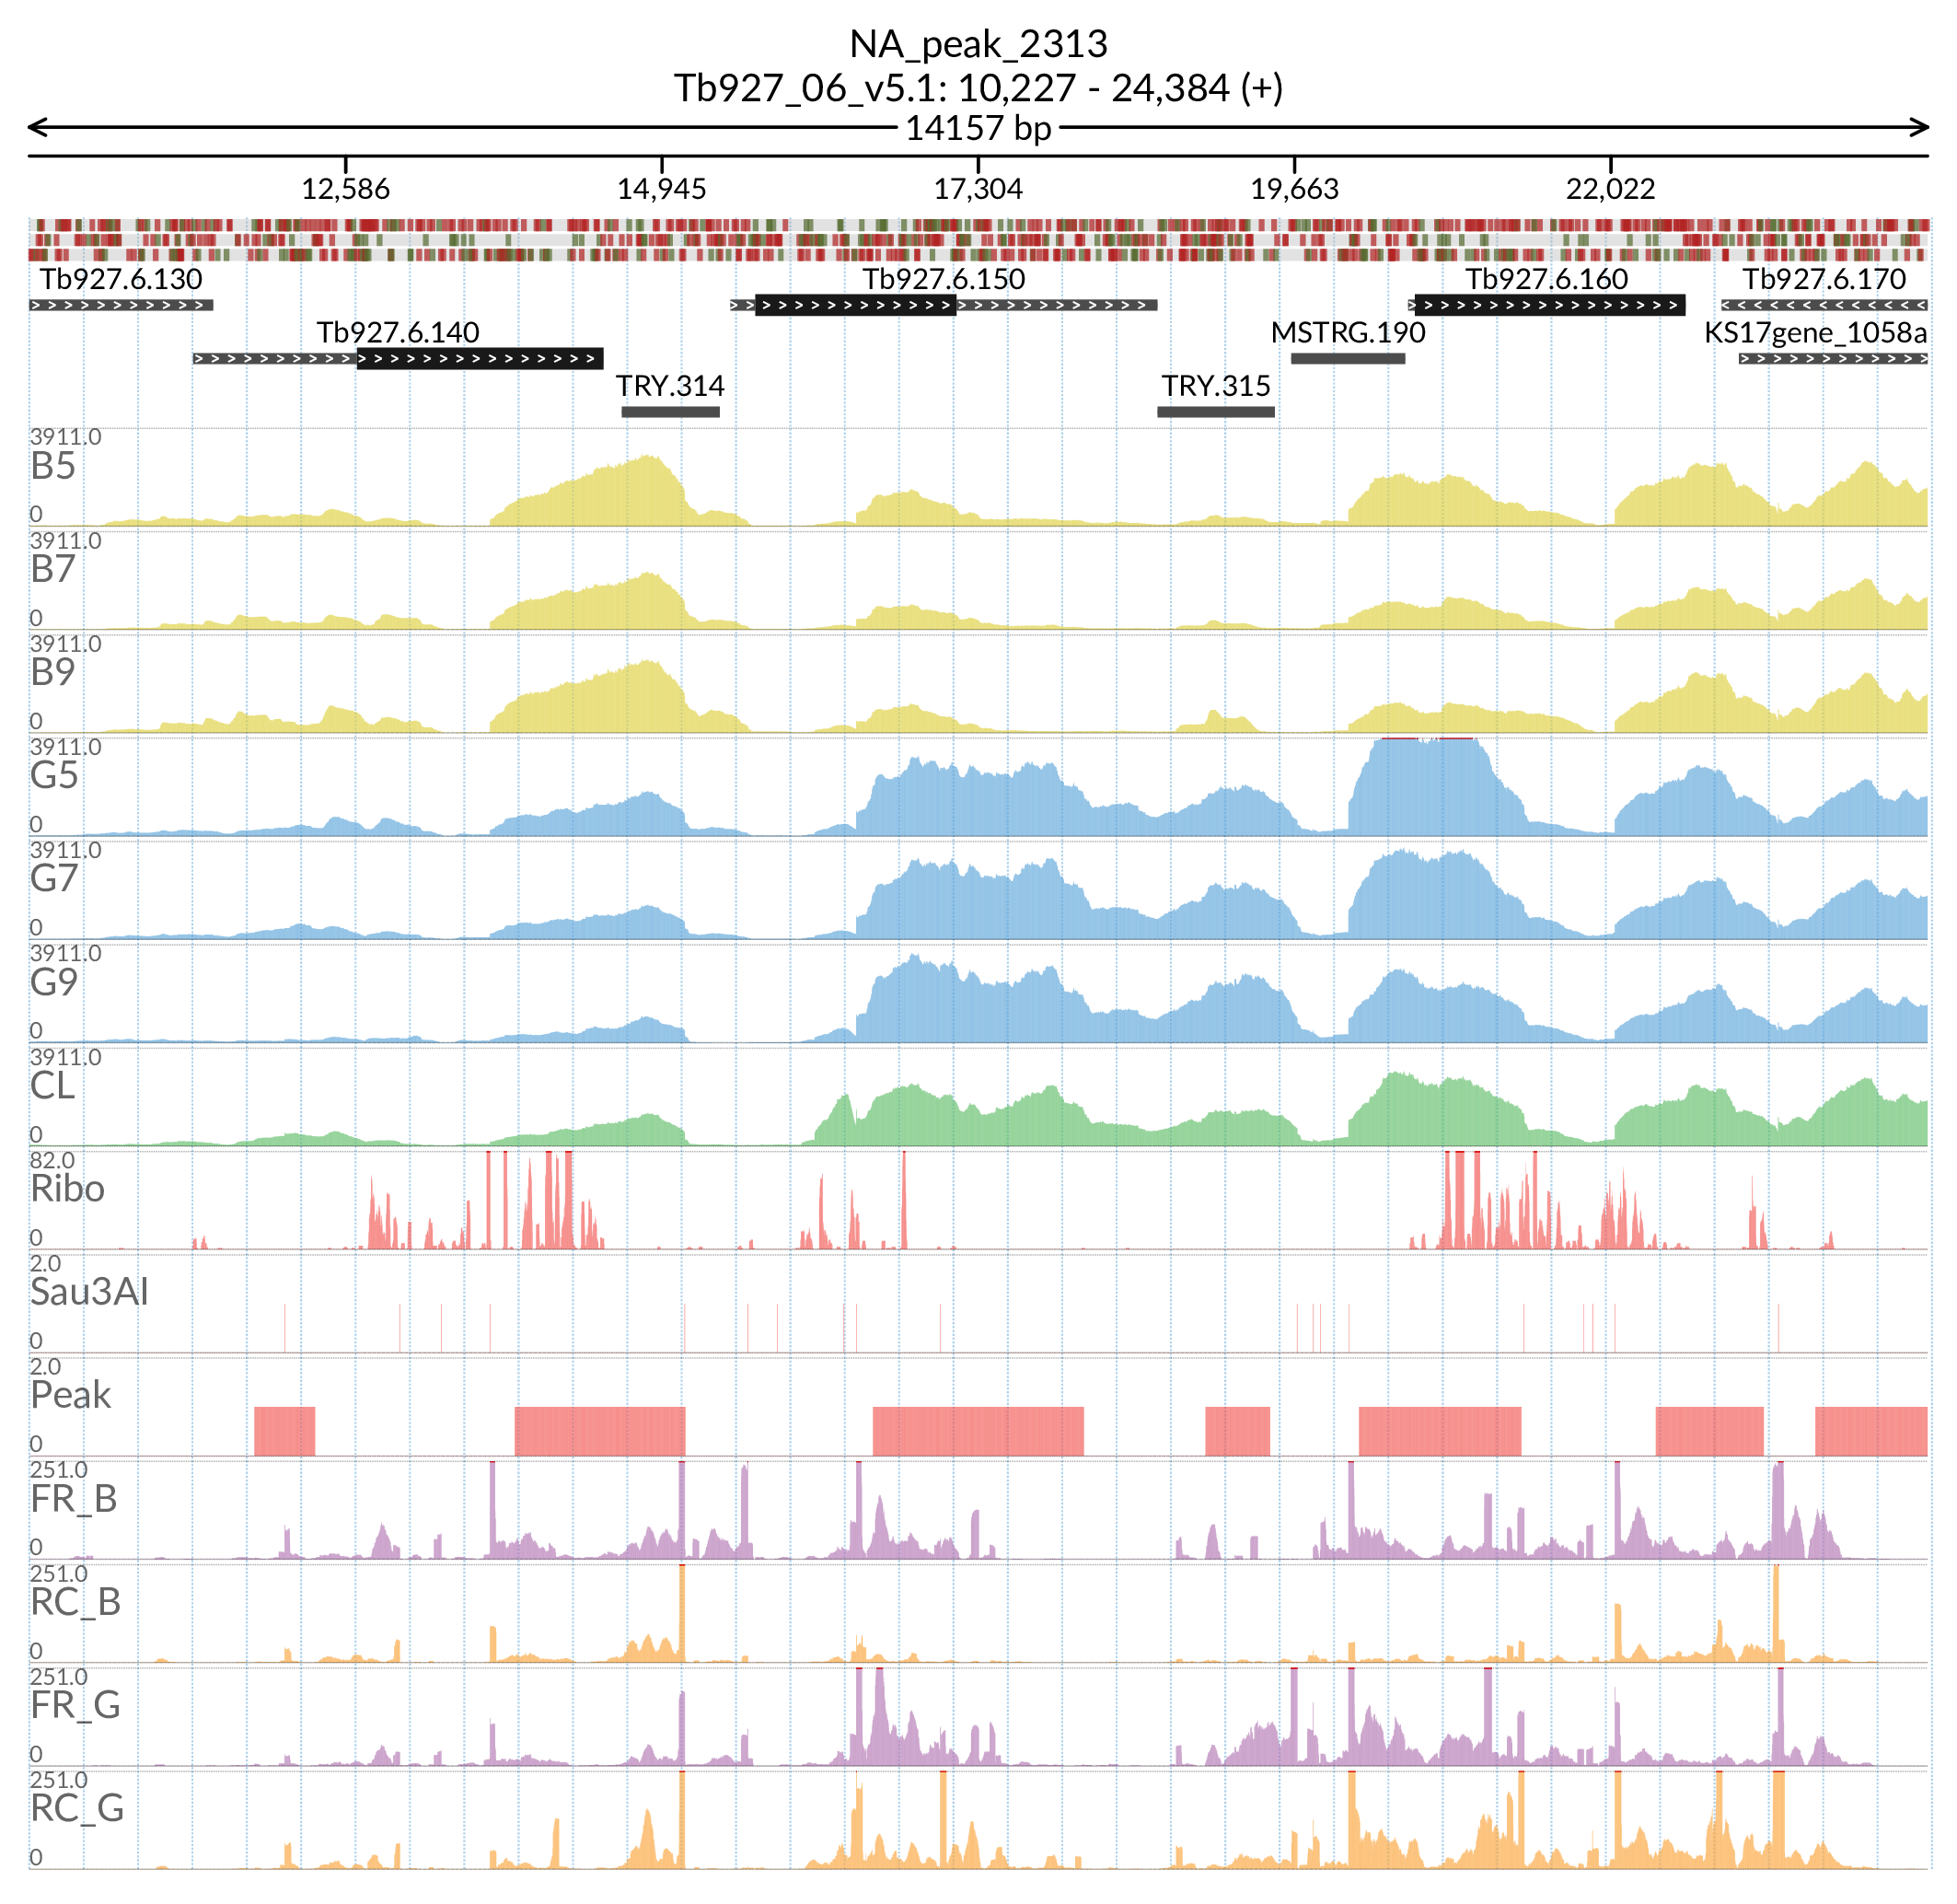 NA_peak_2313
Tb927_06_v5.1: 10,227 - 24,384 (+)
14157 bp
12,586 14,945 17,304 19,663 22,022
Tb927.6.130 Tb927.6.150 Tb927.6.160 Tb927.6.170
Tb927.6.140 MSTRG.190 KS17gene_1058a
TRY.314 TRY.315
3911.0
B5
0
3911.0
B7
0
3911.0
B9
0
3911.0
G5
0
3911.0
G7
0
3911.0
G9
0
3911.0
CL
0
82.0
Ribo
0
2.0
Sau3AI
0
2.0
Peak
0
251.0
FR_B
0
251.0
RC_B
0
251.0
FR_G
0
251.0
RC_G
0